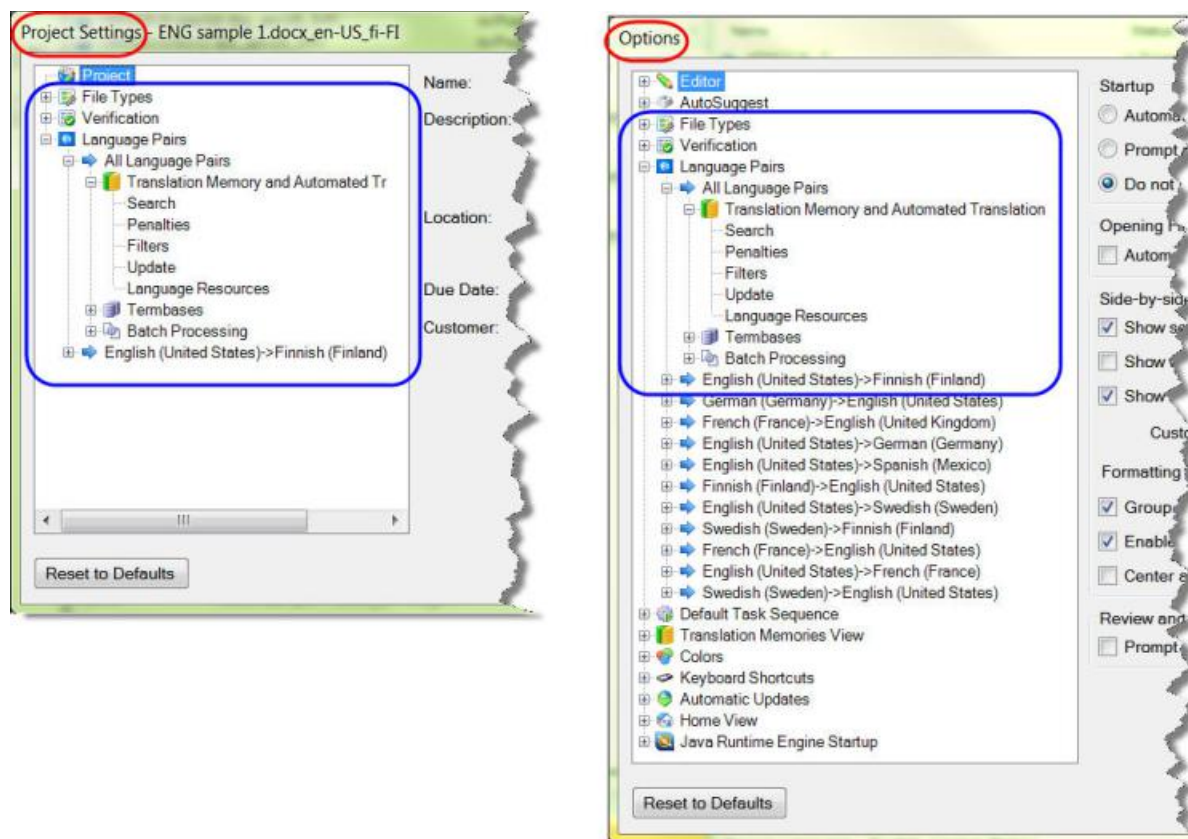 Project Settings - ENG sample 1.docx_en-US_fi-FI
Project
File Types
Verification
Language Pairs
All Language Pairs
Translation Memory and Automated Tr
Search
Penalties
Filters
Update
Language Resources
Termbases
Batch Processing
English (United States)->Finnish (Finland)
Name:
Description:
Location:
Due Date:
Customer:
Reset to Defaults
Options
Editor
AutoSuggest
File Types
Verification
Language Pairs
All Language Pairs
Translation Memory and Automated Translation
Search
Penalties
Filters
Update
Language Resources
Termbases
Batch Processing
English (United States)->Finnish (Finland)
German (Germany)->English (United States)
French (France)->English (United Kingdom)
English (United States)->German (Germany)
English (United States)->Spanish (Mexico)
Finnish (Finland)->English (United States)
English (United States)->Swedish (Sweden)
Swedish (Sweden)->Finnish (Finland)
French (France)->English (United States)
English (United States)->French (France)
Swedish (Sweden)->English (United States)
Default Task Sequence
Translation Memories View
Colors
Keyboard Shortcuts
Automatic Updates
Home View
Java Runtime Engine Startup
Startup
Automa
Prompt
Do not
Opening
Autom
Side-by-side
Show
Show
Show
Custo
Formatting
Group
Enable
Center
Review and
Prompt
Reset to Defaults